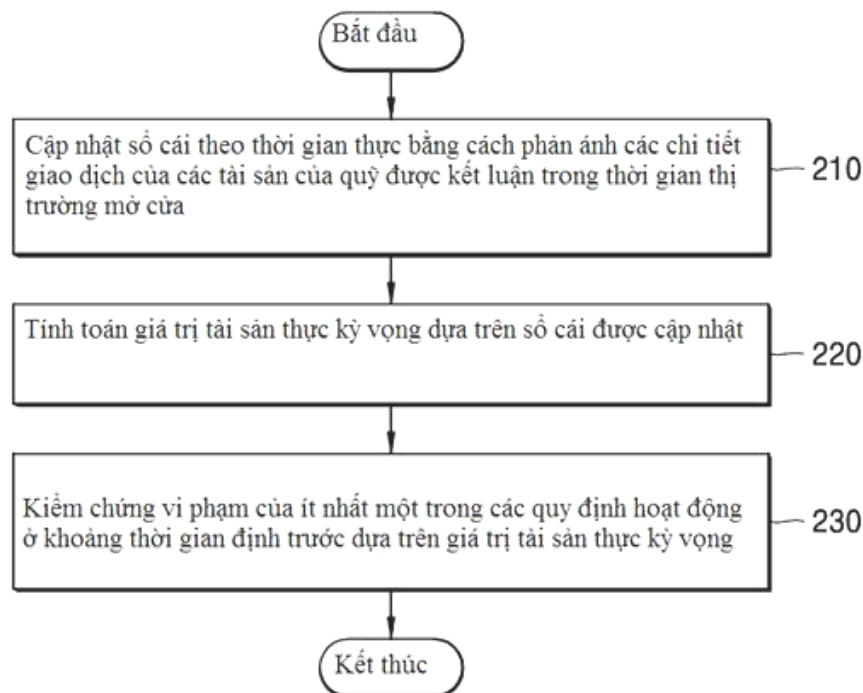 Bắt đầu
Cập nhật sổ cái theo thời gian thực bằng cách phản ánh các chi tiết
giao dịch của các tài sản của quỹ được kết luận trong thời gian thị
trường mở cửa
210
Tính toán giá trị tài sản thực kỳ vọng dựa trên sổ cái được cập nhật
220
Kiểm chứng vi phạm của ít nhất một trong các quy định hoạt động
ở khoảng thời gian định trước dựa trên giá trị tài sản thực kỳ vọng
230
Kết thúc